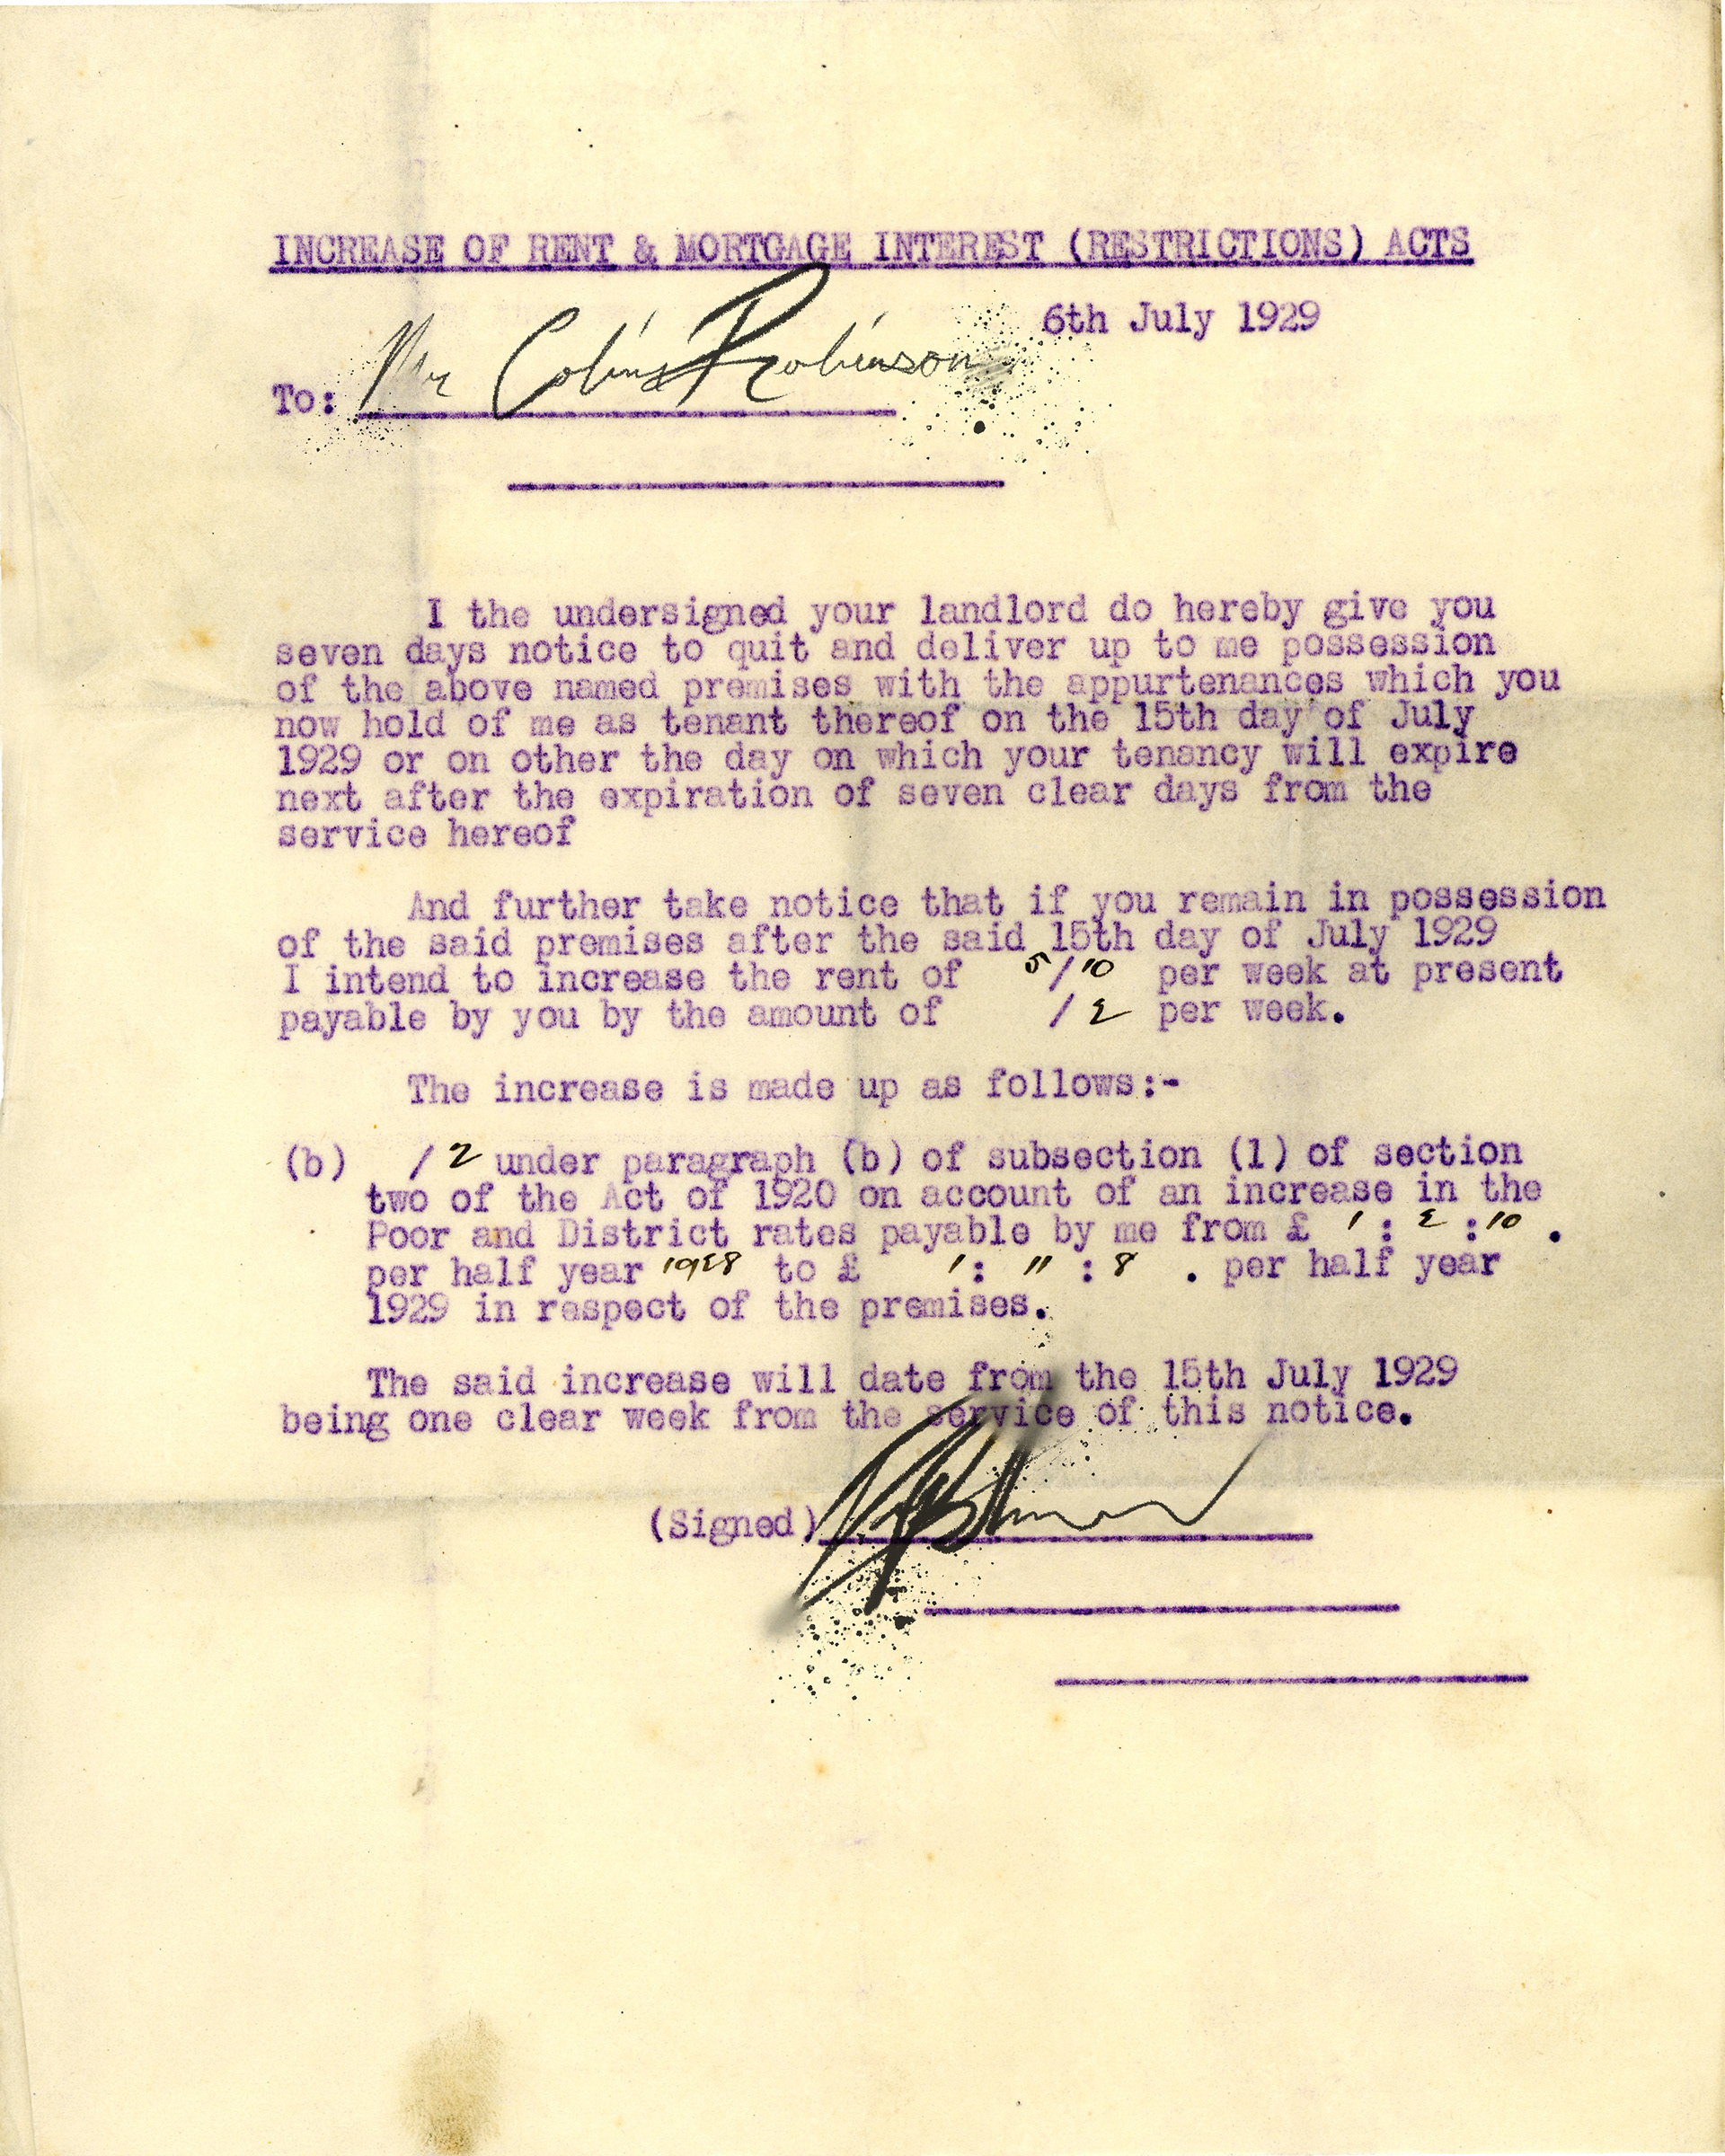 INCREASE OF RENT & MORTGAGE INTEREST (RESTRICTIONS) ACTS
6th July 1929
To: Mr Colin Robinson
I the undersigned your landlord do hereby give you
seven days notice to quit and deliver up to me possession
of the above named premises with the appurtenances which you
now hold of me as tenant thereof on the 15th day of July
1929 or on other the day on which your tenancy will expire
next after the expiration of seven clear days from the
service hereof
And further take notice that if you remain in possession
of the said premises after the said 15th day of July 1929
I intend to increase the rent of 5/10 per week at present
payable by you by the amount of /2 per week.
The increase is made up as follows:-
(b) /2 under paragraph (b) of subsection (1) of section
two of the Act of 1920 on account of an increase in the
Poor and District rates payable by me from £ 1 : 2 : 10 .
per half year 1928 to £ 1 : 11 : 8 . per half year
1929 in respect of the premises.
The said increase will date from the 15th July 1929
being one clear week from the service of this notice.
(Signed)